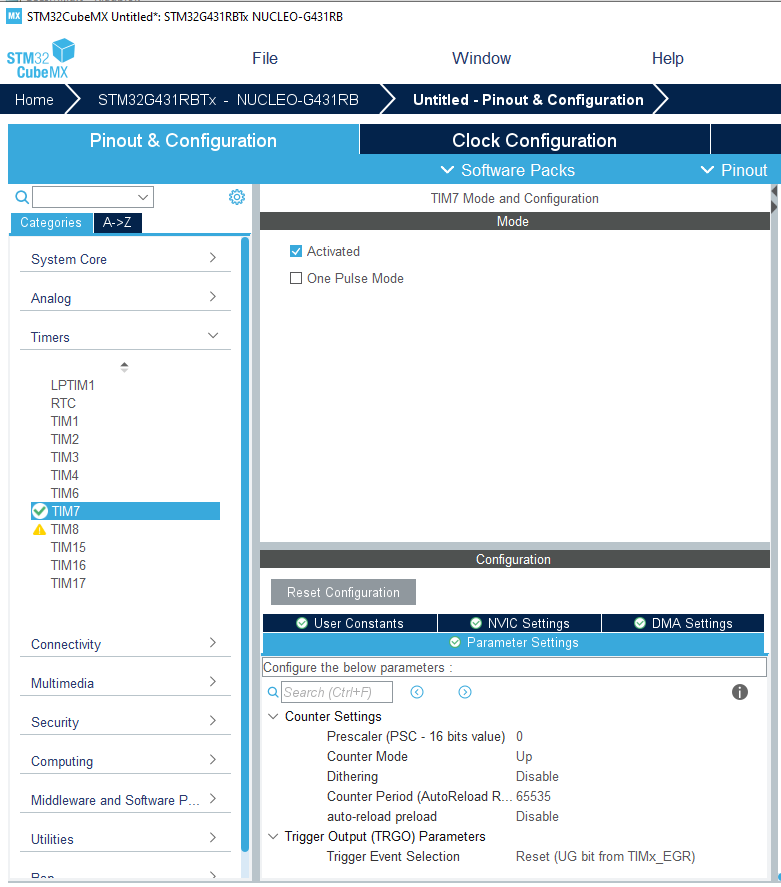 MX STM32CubeMX Untitled*: STM32G431RBTx NUCLEO-G431RB
STM32
CubeMX
File Window Help
Home STM32G431RBTx - NUCLEO-G431RB Untitled - Pinout & Configuration
Pinout & Configuration Clock Configuration
Software Packs Pinout
TIM7 Mode and Configuration
Categories A->Z
Mode
System Core
Analog
Timers
LPTIM1
RTC
TIM1
TIM2
TIM3
TIM4
TIM6
TIM7
TIM8
TIM15
TIM16
TIM17
Connectivity
Multimedia
Security
Computing
Middleware and Software P...
Utilities
Activated
One Pulse Mode
Configuration
Reset Configuration
User Constants NVIC Settings DMA Settings
Parameter Settings
Configure the below parameters :
Search (Ctrl+F)
Counter Settings
Prescaler (PSC - 16 bits value) 0
Counter Mode Up
Dithering Disable
Counter Period (AutoReload R... 65535
auto-reload preload Disable
Trigger Output (TRGO) Parameters
Trigger Event Selection Reset (UG bit from TIMx_EGR)